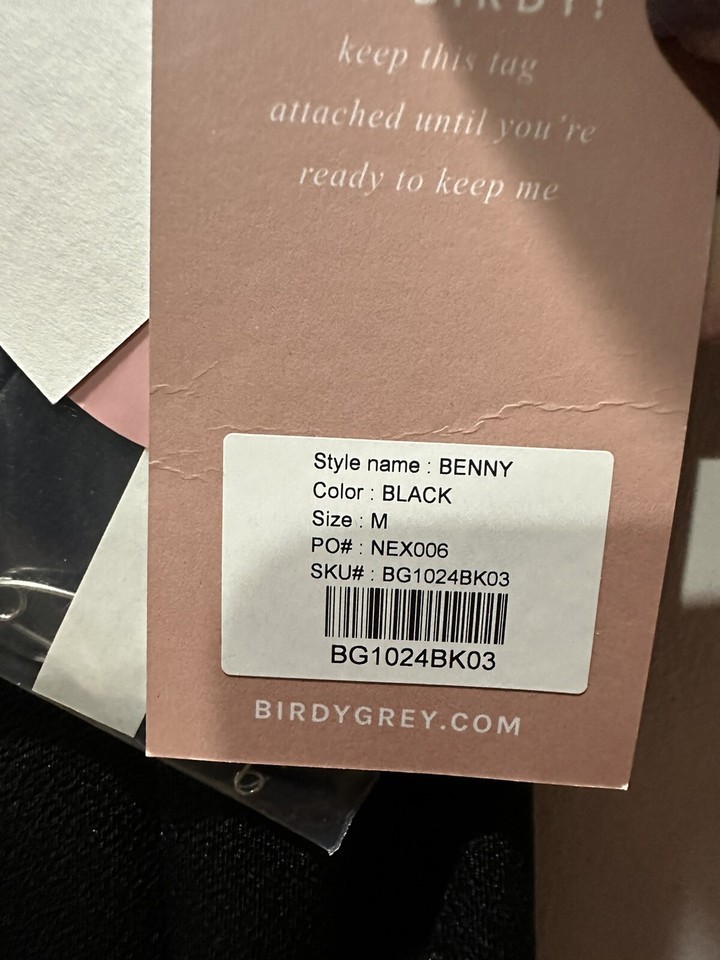 BIRDY!
keep this tag
attached until you're
ready to keep me
Style name : BENNY
Color : BLACK
Size : M
PO# : NEX006
SKU# : BG1024BK03
BG1024BK03
BIRDYGREY.COM